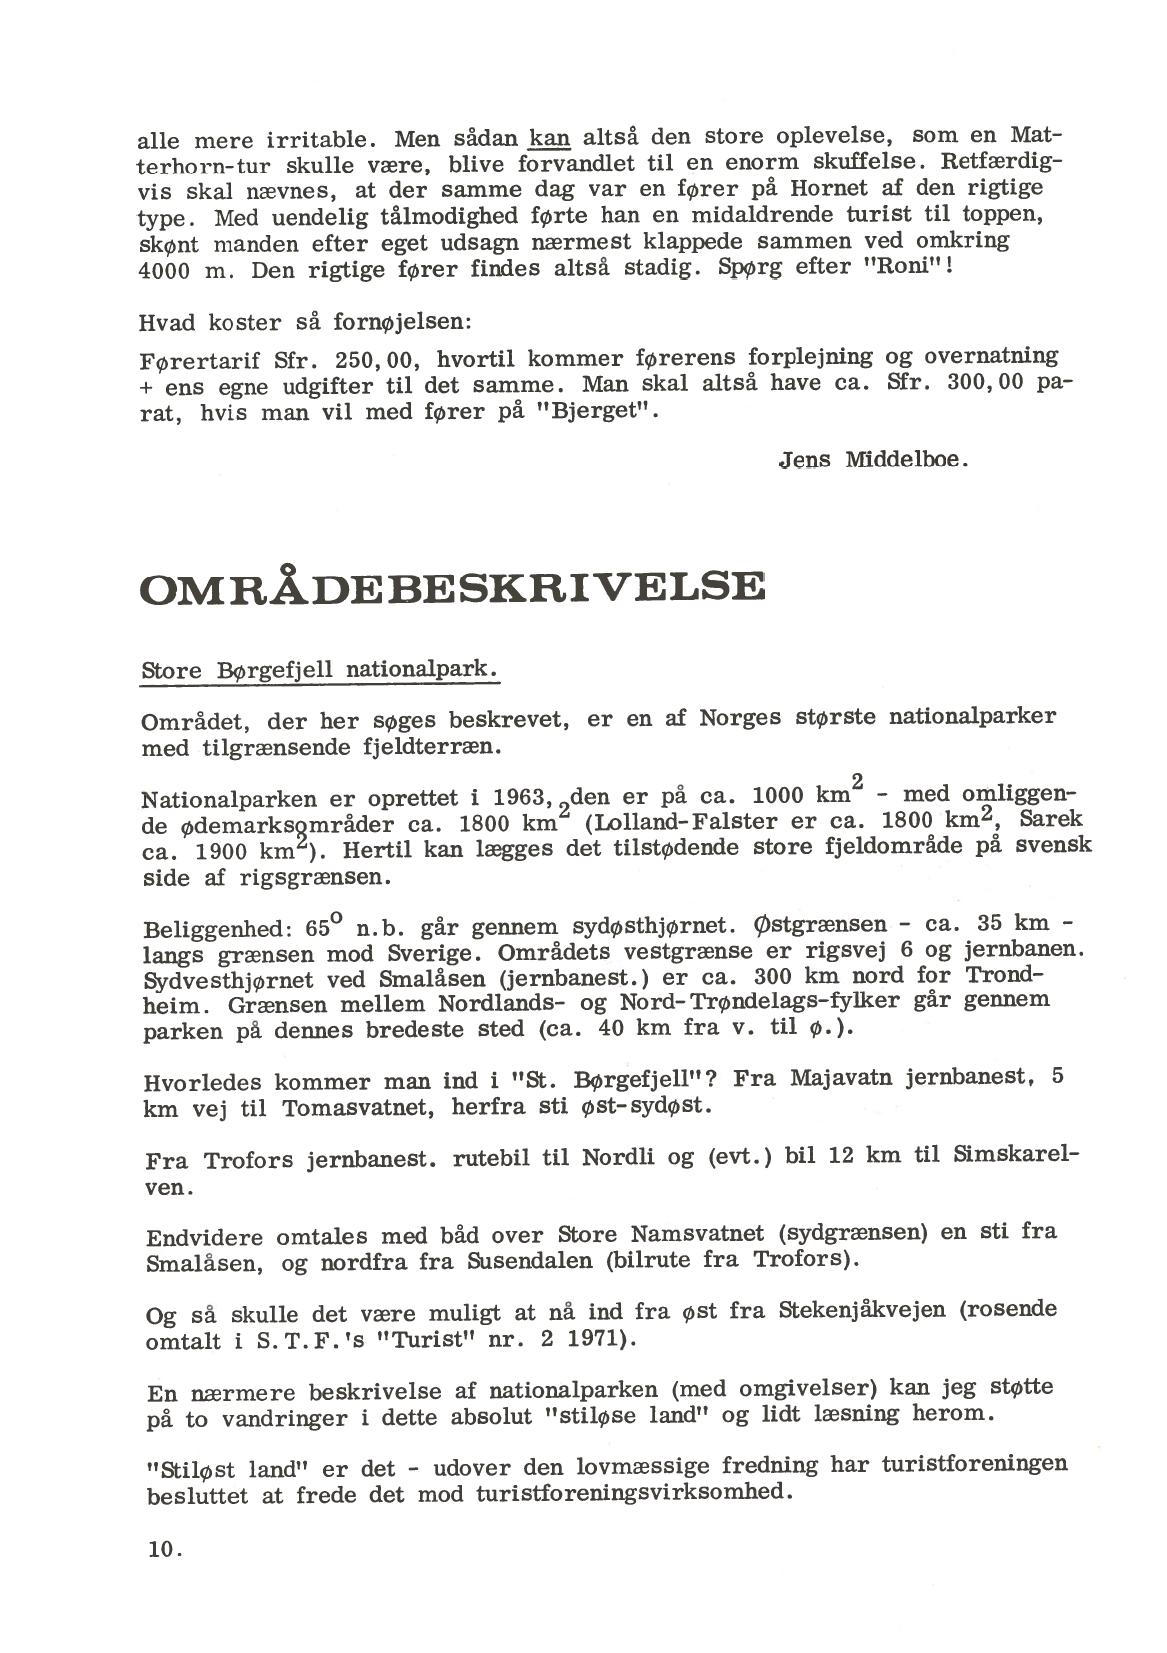 alle mere irritable. Men sådan kan altså den store oplevelse, som en Mat-
terhorn-tur skulle være, blive forvandlet til en enorm skuffelse. Retfærdig-
vis skal nævnes, at der samme dag var en fører på Hornet af den rigtige
type. Med uendelig tålmodighed førte han en midaldrende turist til toppen,
skønt manden efter eget udsagn nærmest klappede sammen ved omkring
4000 m. Den rigtige fører findes altså stadig. Spørg efter "Roni"!
Hvad koster så fornøjelsen:
Førertarif Sfr. 250,00, hvortil kommer førerens forplejning og overnatning
+ ens egne udgifter til det samme. Man skal altså have ca. Sfr. 300,00 pa-
rat, hvis man vil med fører på "Bjerget".
Jens Middelboe.
OMRÅDEBESKRIVELSE
Store Børgefjell nationalpark.
Området, der her søges beskrevet, er en af Norges største nationalparker
med tilgrænsende fjeldterræn.
Nationalparken er oprettet i 1963, den er på ca. 1000 km² - med omliggen-
de ødemarksområder ca. 1800 km² (Lolland-Falster er ca. 1800 km², Sarek
ca. 1900 km²). Hertil kan lægges det tilstødende store fjeldområde på svensk
side af rigsgrænsen.
Beliggenhed: 65° n.b. går gennem sydøsthjørnet. Østgrænsen - ca. 35 km -
langs grænsen mod Sverige. Områdets vestgrænse er rigsvej 6 og jernbanen.
Sydvesthjørnet ved Smalåsen (jernbanest.) er ca. 300 km nord for Trond-
heim. Grænsen mellem Nordlands- og Nord-Trøndelags-fylker går gennem
parken på dennes bredeste sted (ca. 40 km fra v. til ø.).
Hvorledes kommer man ind i "St. Børgefjell"? Fra Majavatn jernbanest, 5
km vej til Tomasvatnet, herfra sti øst-sydøst.
Fra Trofors jernbanest. rutebil til Nordli og (evt.) bil 12 km til Simskarel-
ven.
Endvidere omtales med båd over Store Namsvatnet (sydgrænsen) en sti fra
Smalåsen, og nordfra fra Susendalen (bilrute fra Trofors).
Og så skulle det være muligt at nå ind fra øst fra Stekenjåkvejen (rosende
omtalt i S.T.F.'s "Turist" nr. 2 1971).
En nærmere beskrivelse af nationalparken (med omgivelser) kan jeg støtte
på to vandringer i dette absolut "stiløse land" og lidt læsning herom.
"Stiløst land" er det - udover den lovmæssige fredning har turistforeningen
besluttet at frede det mod turistforeningsvirksomhed.
10.